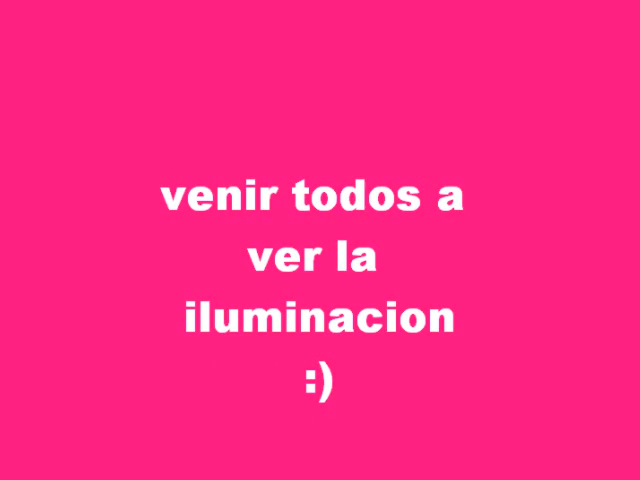 venir todos a
ver la
iluminacion
:)